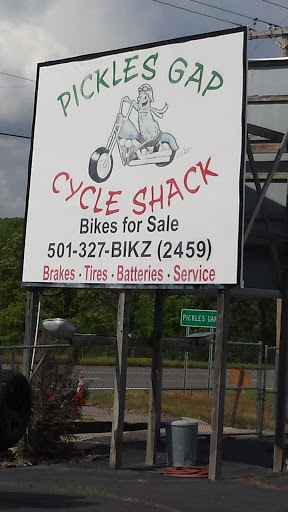 PICKLES GAP
CYCLE SHACK
Bikes for Sale
501-327-BIKZ (2459)
Brakes · Tires · Batteries · Service
PICKLES GAP